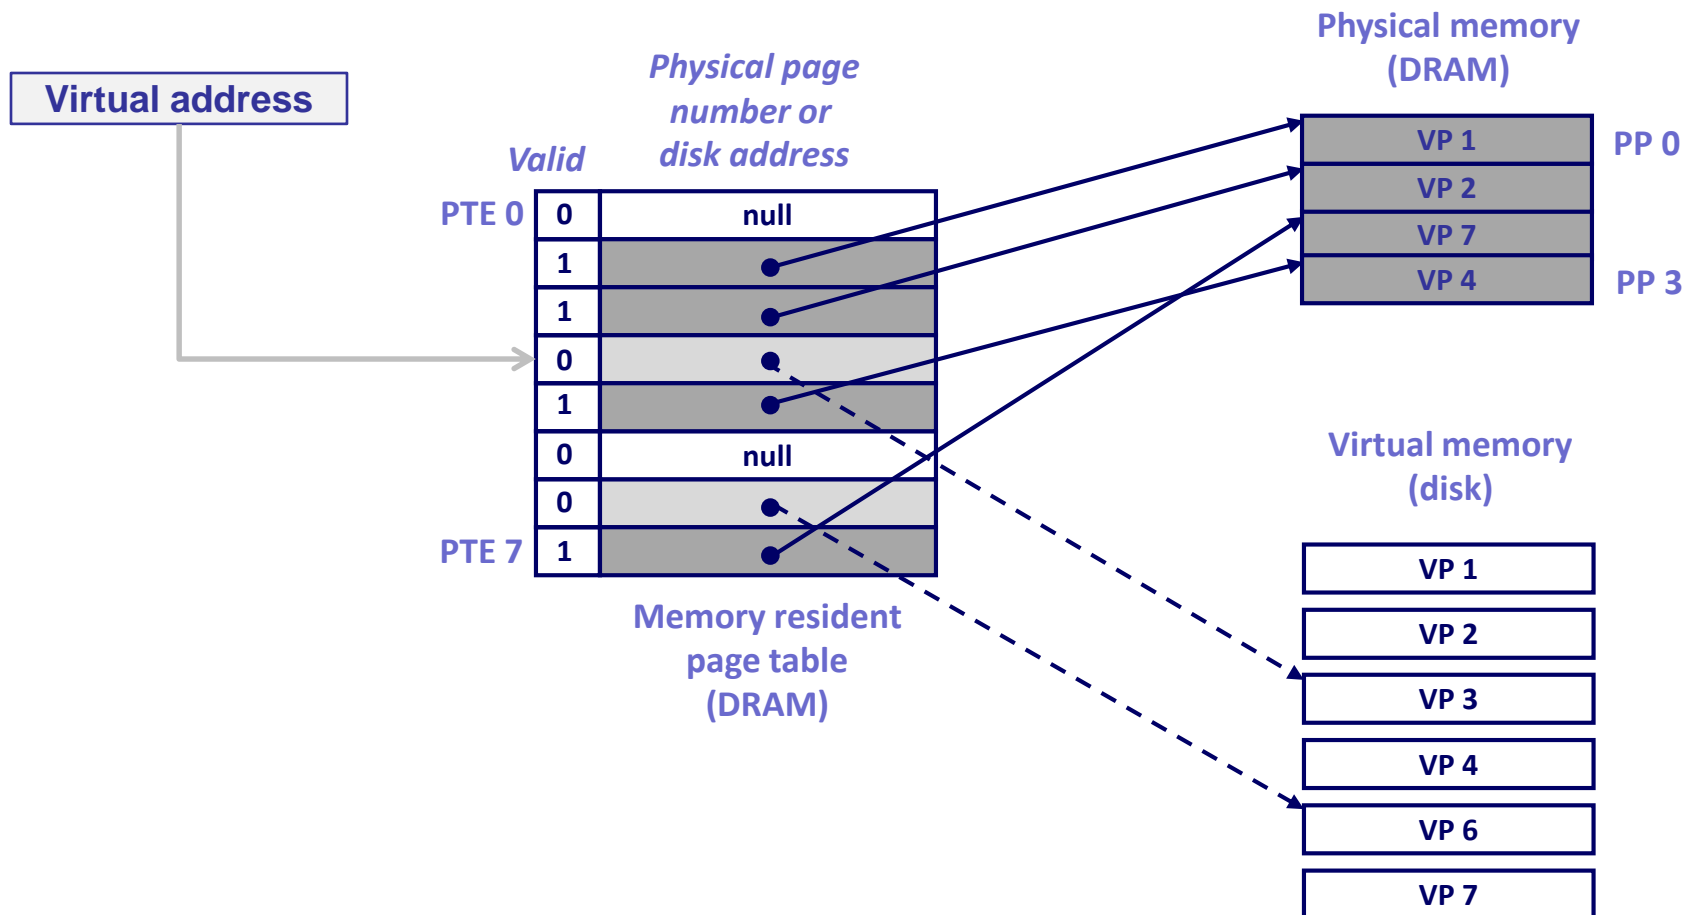 Virtual address
Physical page
number or
disk address
Valid
PTE 0
0
null
1
1
0
1
0
null
0
PTE 7
1
Memory resident
page table
(DRAM)
Physical memory
(DRAM)
VP 1
PP 0
VP 2
VP 7
VP 4
PP 3
Virtual memory
(disk)
VP 1
VP 2
VP 3
VP 4
VP 6
VP 7